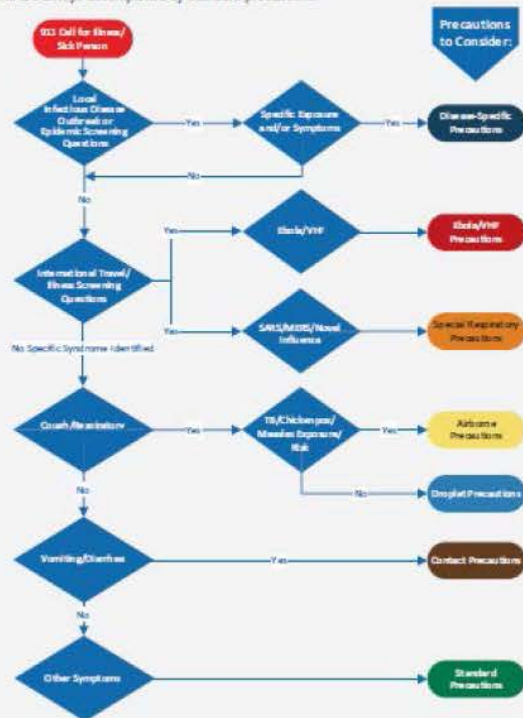 911 Call for Illness/
Sick Person
Precautions
to Consider:
Local
Infectious Disease
Outbreak or
Epidemic Screening
Questions
Yes
Specific Exposure
and/or Symptoms
Yes
Disease-Specific
Precautions
No
No
Yes
Ebola/VHF
Ebola/VHF
Precautions
International Travel/
Illness Screening
Questions
Yes
SARS/MERS/Novel
Influenza
Special Respiratory
Precautions
No Specific Syndrome Identified
Cough/Respiratory
Yes
TB/Chickenpox/
Measles Exposure/
Risk
Yes
Airborne
Precautions
No
Droplet Precautions
No
Vomiting/Diarrhea
Yes
Contact Precautions
No
Other Symptoms
Standard
Precautions